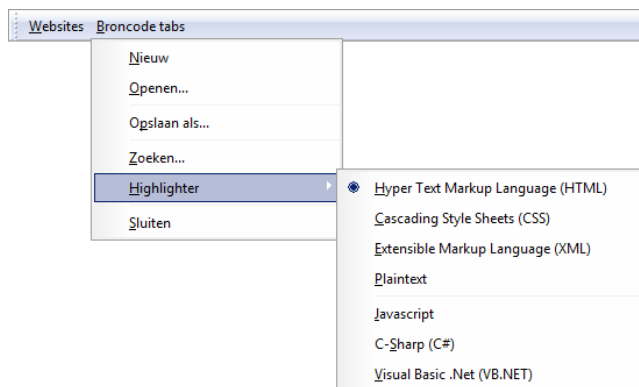 Websites Broncode tabs
Nieuw
Openen...
Opslaan als...
Zoeken...
Highlighter
Sluiten
Hyper Text Markup Language (HTML)
Cascading Style Sheets (CSS)
Extensible Markup Language (XML)
Plaintext
Javascript
C-Sharp (C#)
Visual Basic .Net (VB.NET)